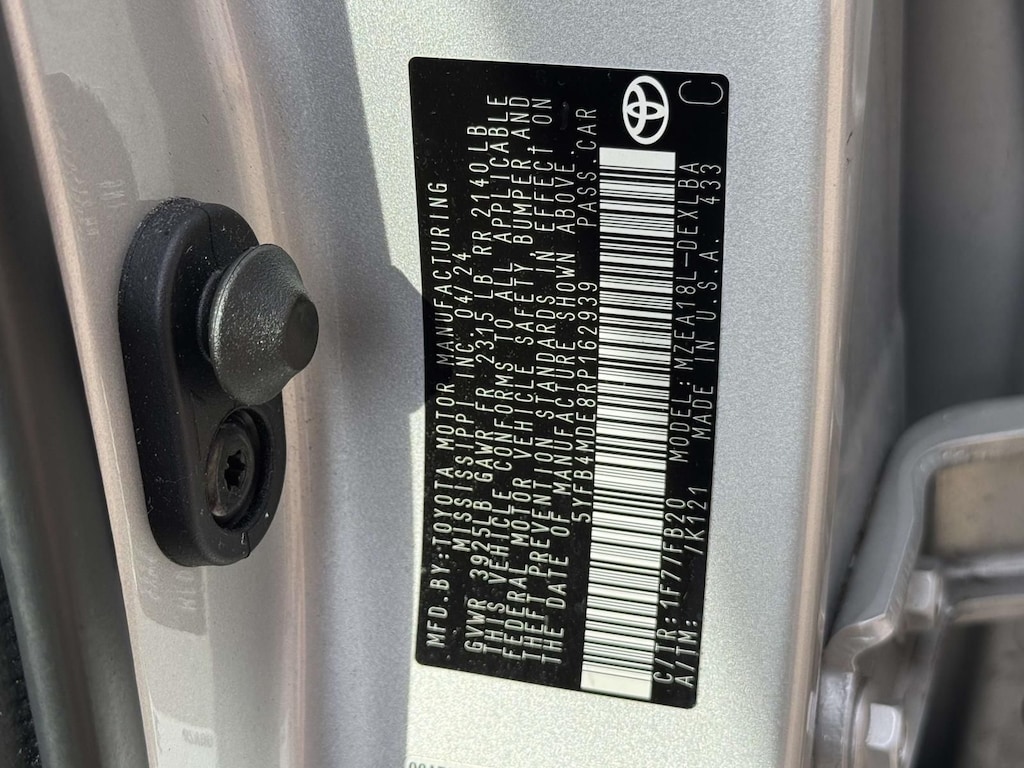 MFD.BY:TOYOTA MOTOR MANUFACTURING
MISSISSIPPI INC.04/24
GVWR 3925LB GAWR FR 2315 LB RR 2140 LB
THIS VEHICLE CONFORMS TO ALL APPLICABLE
FEDERAL MOTOR VEHICLE SAFETY BUMPER AND
THEFT PREVENTION STANDARDS IN EFFECT ON
THE DATE OF MANUFACTURE SHOWN ABOVE.
5YFB4MDE8RP162939 PASS.CAR
C/TR:1F7/FB20 MODEL:MZEA18L-DEXLBA
A/TM: /K121 MADE IN U.S.A. 433 C